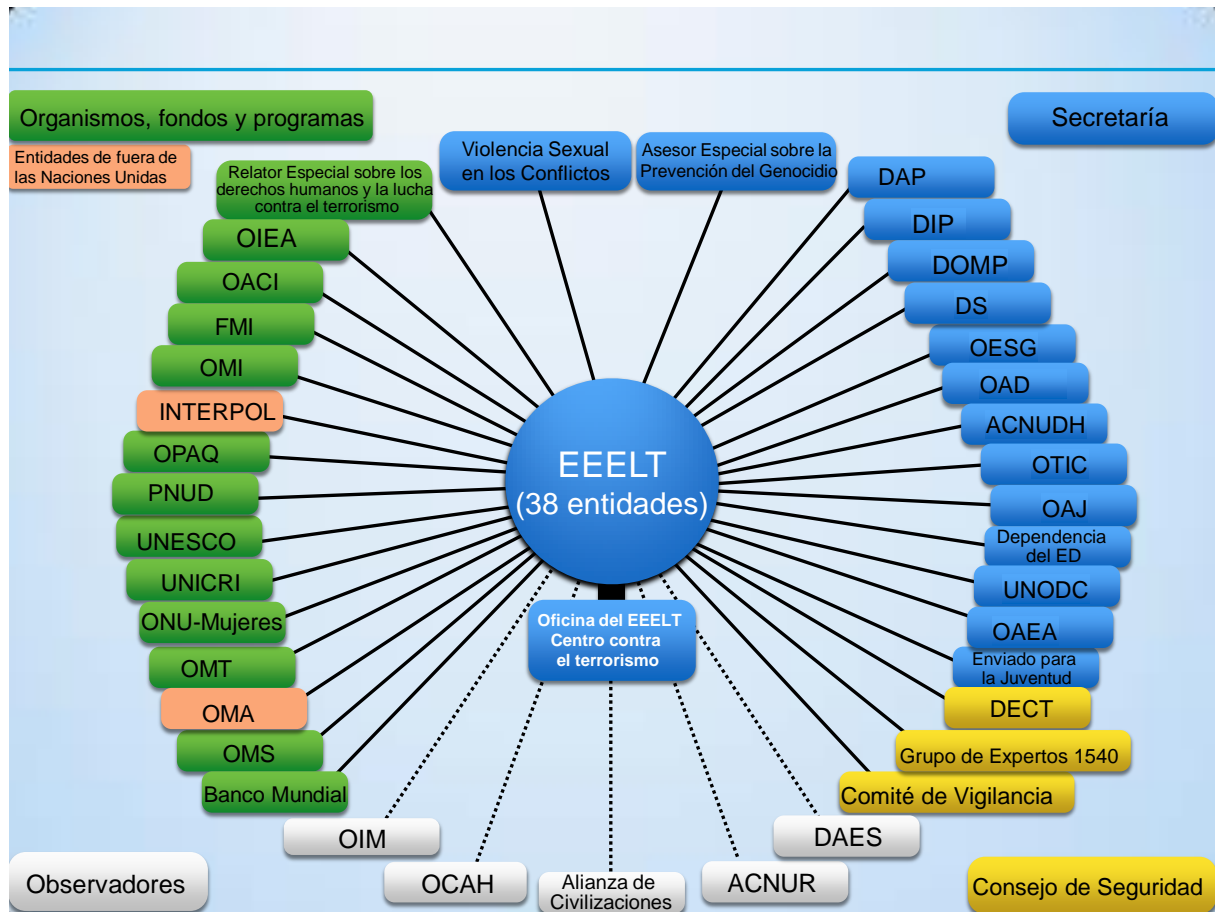 Organismos, fondos y programas
Secretaría
Entidades de fuera de
las Naciones Unidas
Relator Especial sobre los
derechos humanos y la lucha
contra el terrorismo
Violencia Sexual
en los Conflictos
Asesor Especial sobre la
Prevención del Genocidio
OIEA
OACI
FMI
OMI
INTERPOL
OPAQ
PNUD
UNESCO
UNICRI
ONU-Mujeres
OMT
OMA
OMS
Banco Mundial
DAP
DIP
DOMP
DS
OESG
OAD
ACNUDH
OTIC
OAJ
Dependencia
del ED
UNODC
OAEA
Enviado para
la Juventud
DECT
Grupo de Expertos 1540
Comité de Vigilancia
EEELT
(38 entidades)
Oficina del EEELT
Centro contra
el terrorismo
OIM
OCAH
Alianza de
Civilizaciones
ACNUR
DAES
Observadores
Consejo de Seguridad